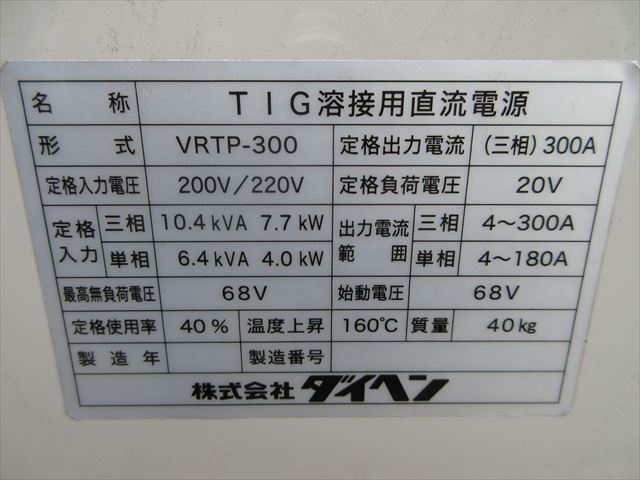 名称 TIG溶接用直流電源
形式 VRTP-300 定格出力電流 (三相)300A
定格入力電圧 200V/220V 定格負荷電圧 20V
定格入力 三相 10.4kVA 7.7kW 出力電流範囲 三相 4～300A
単相 6.4kVA 4.0kW 単相 4～180A
最高無負荷電圧 68V 始動電圧 68V
定格使用率 40% 温度上昇 160℃ 質量 40kg
製造年 製造番号
株式会社 ダイヘン